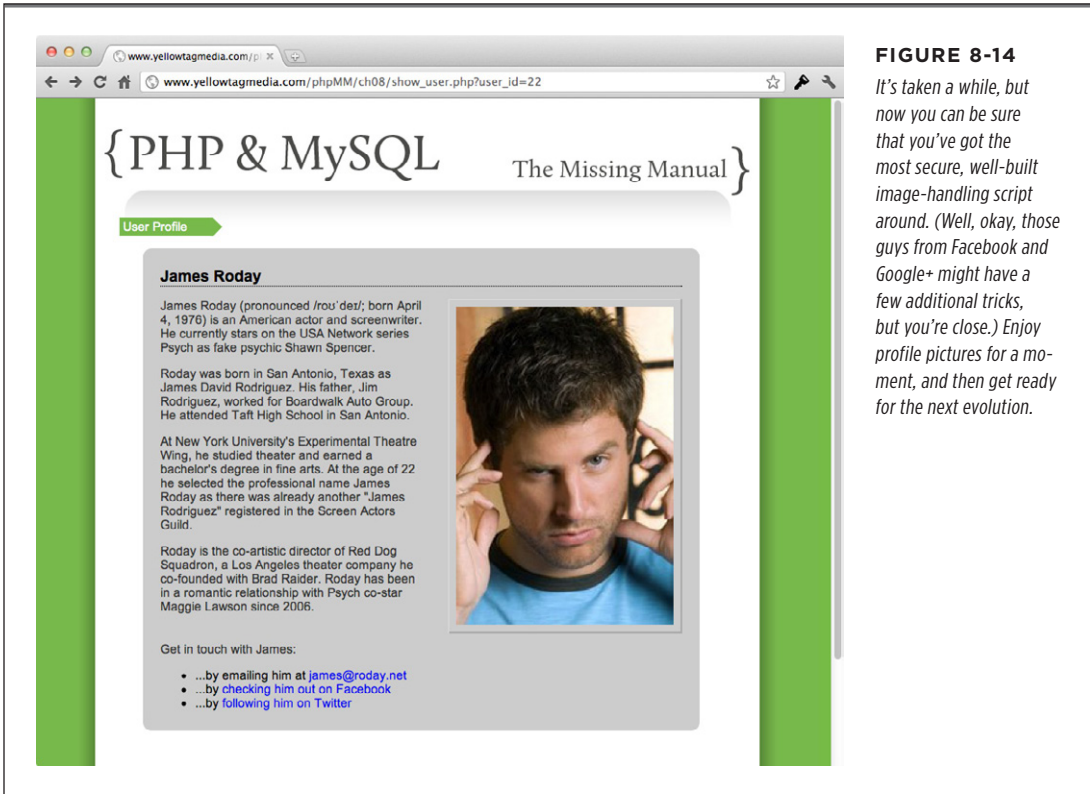 www.yellowtagmedia.com/p
www.yellowtagmedia.com/phpMM/ch08/show_user.php?user_id=22
{PHP & MySQL
The Missing Manual}
User Profile
James Roday
James Roday (pronounced /roʊˈdeɪ/; born April
4, 1976) is an American actor and screenwriter.
He currently stars on the USA Network series
Psych as fake psychic Shawn Spencer.
Roday was born in San Antonio, Texas as
James David Rodriguez. His father, Jim
Rodriguez, worked for Boardwalk Auto Group.
He attended Taft High School in San Antonio.
At New York University's Experimental Theatre
Wing, he studied theater and earned a
bachelor's degree in fine arts. At the age of 22
he selected the professional name James
Roday as there was already another "James
Rodriguez" registered in the Screen Actors
Guild.
Roday is the co-artistic director of Red Dog
Squadron, a Los Angeles theater company he
co-founded with Brad Raider. Roday has been
in a romantic relationship with Psych co-star
Maggie Lawson since 2006.
Get in touch with James:
• ...by emailing him at james@roday.net
• ...by checking him out on Facebook
• ...by following him on Twitter
FIGURE 8-14
It's taken a while, but
now you can be sure
that you've got the
most secure, well-built
image-handling script
around. (Well, okay, those
guys from Facebook and
Google+ might have a
few additional tricks,
but you're close.) Enjoy
profile pictures for a mo-
ment, and then get ready
for the next evolution.